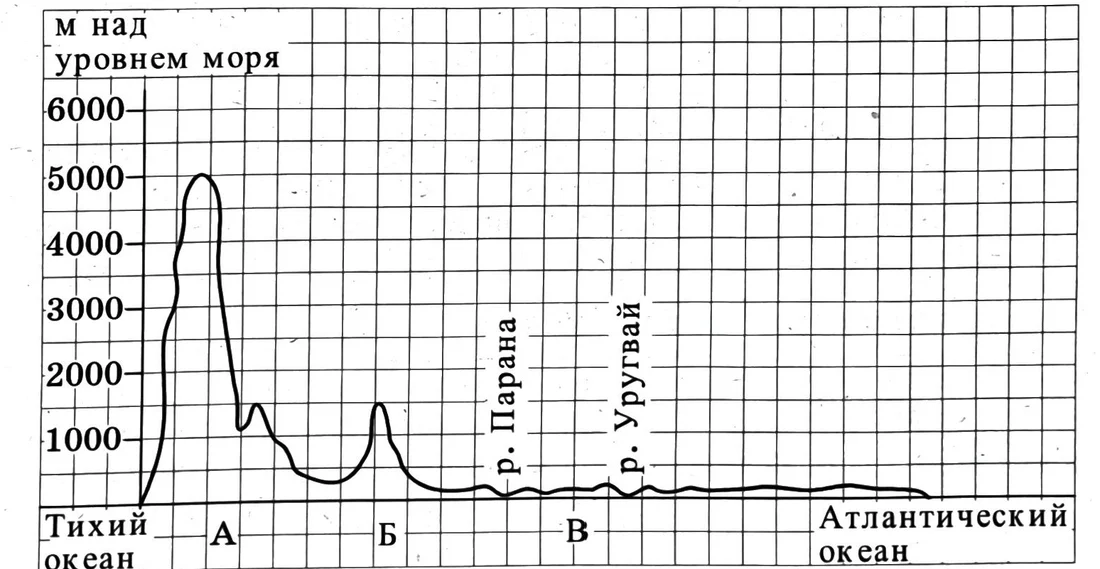 м над
уровнем моря
6000
5000
4000
3000
2000
1000
р. Парана
р. Уругвай
Тихий
океан
А
Б
В
Атлантический
океан